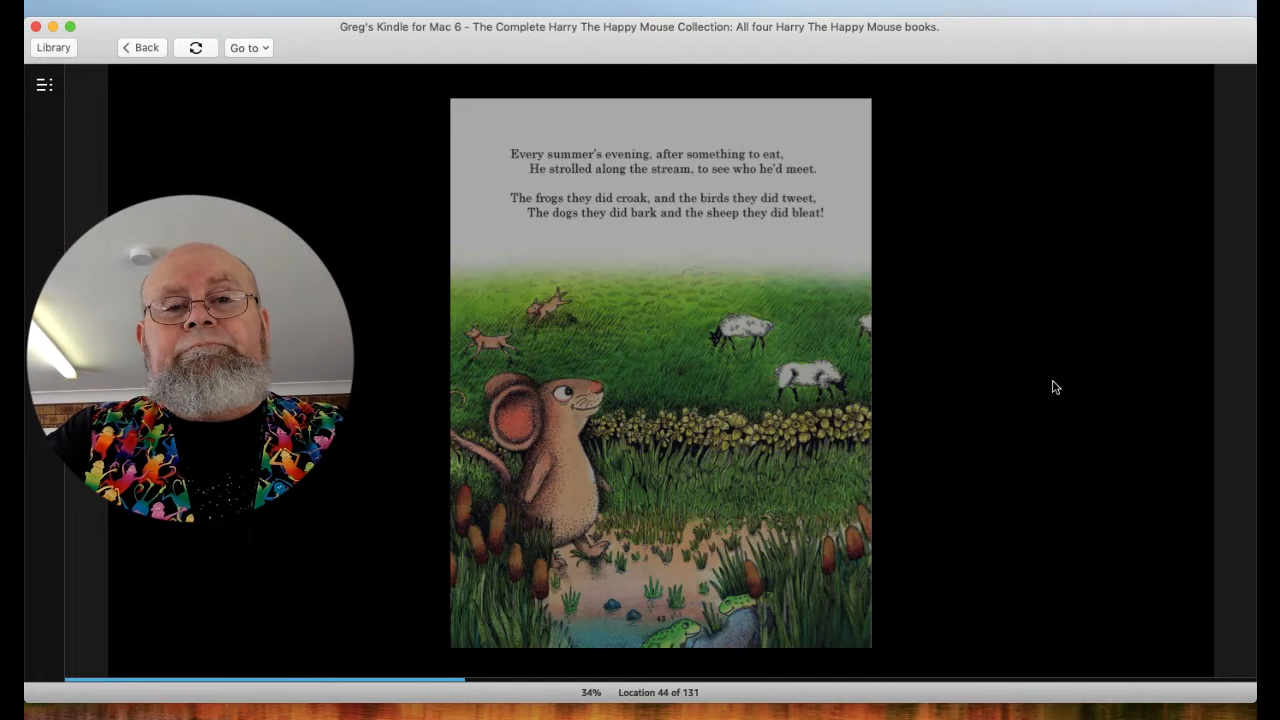 Greg's Kindle for Mac 6 - The Complete Harry The Happy Mouse Collection: All four Harry The Happy Mouse books.
Library
Back
Go to
Every summer's evening, after something to eat,
He strolled along the stream, to see who he'd meet.
The frogs they did croak, and the birds they did tweet,
The dogs they did bark and the sheep they did bleat!
43
34%
Location 44 of 131